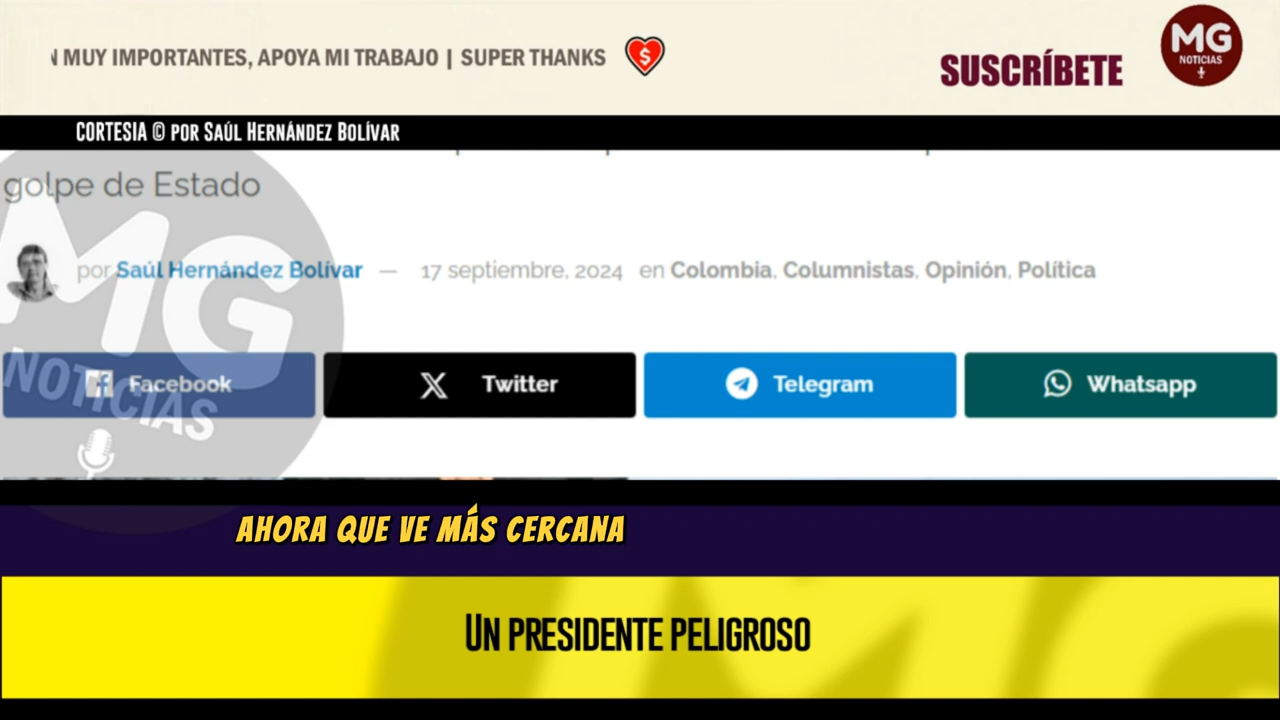 MUY IMPORTANTES, APOYA MI TRABAJO | SUPER THANKS
$
SUSCRÍBETE
MG
NOTICIAS
CORTESIA © POR SAÚL HERNÁNDEZ BOLÍVAR
golpe de Estado
por Saúl Hernández Bolívar — 17 septiembre, 2024 en Colombia, Columnistas, Opinión, Política
MG
NOTICIAS
Facebook
Twitter
Telegram
Whatsapp
AHORA QUE VE MÁS CERCANA
UN PRESIDENTE PELIGROSO